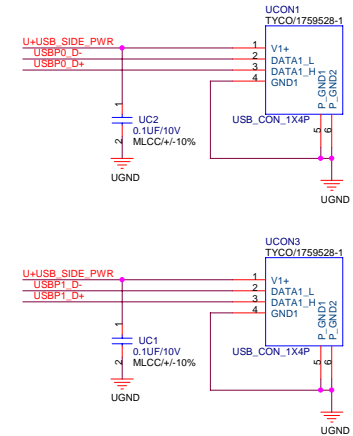 UCON1
TYCO/1759528-1
U+USB_SIDE_PWR
USBP0_D-
USBP0_D+
1
2
3
4
V1+
DATA1_L
DATA1_H
GND1
P_GND1
P_GND2
USB_CON_1X4P
5
6
1
UC2
0.1UF/10V
MLCC/+/-10%
2
UGND
UGND
UCON3
TYCO/1759528-1
U+USB_SIDE_PWR
USBP1_D-
USBP1_D+
1
2
3
4
V1+
DATA1_L
DATA1_H
GND1
P_GND1
P_GND2
USB_CON_1X4P
5
6
1
UC1
0.1UF/10V
MLCC/+/-10%
2
UGND
UGND